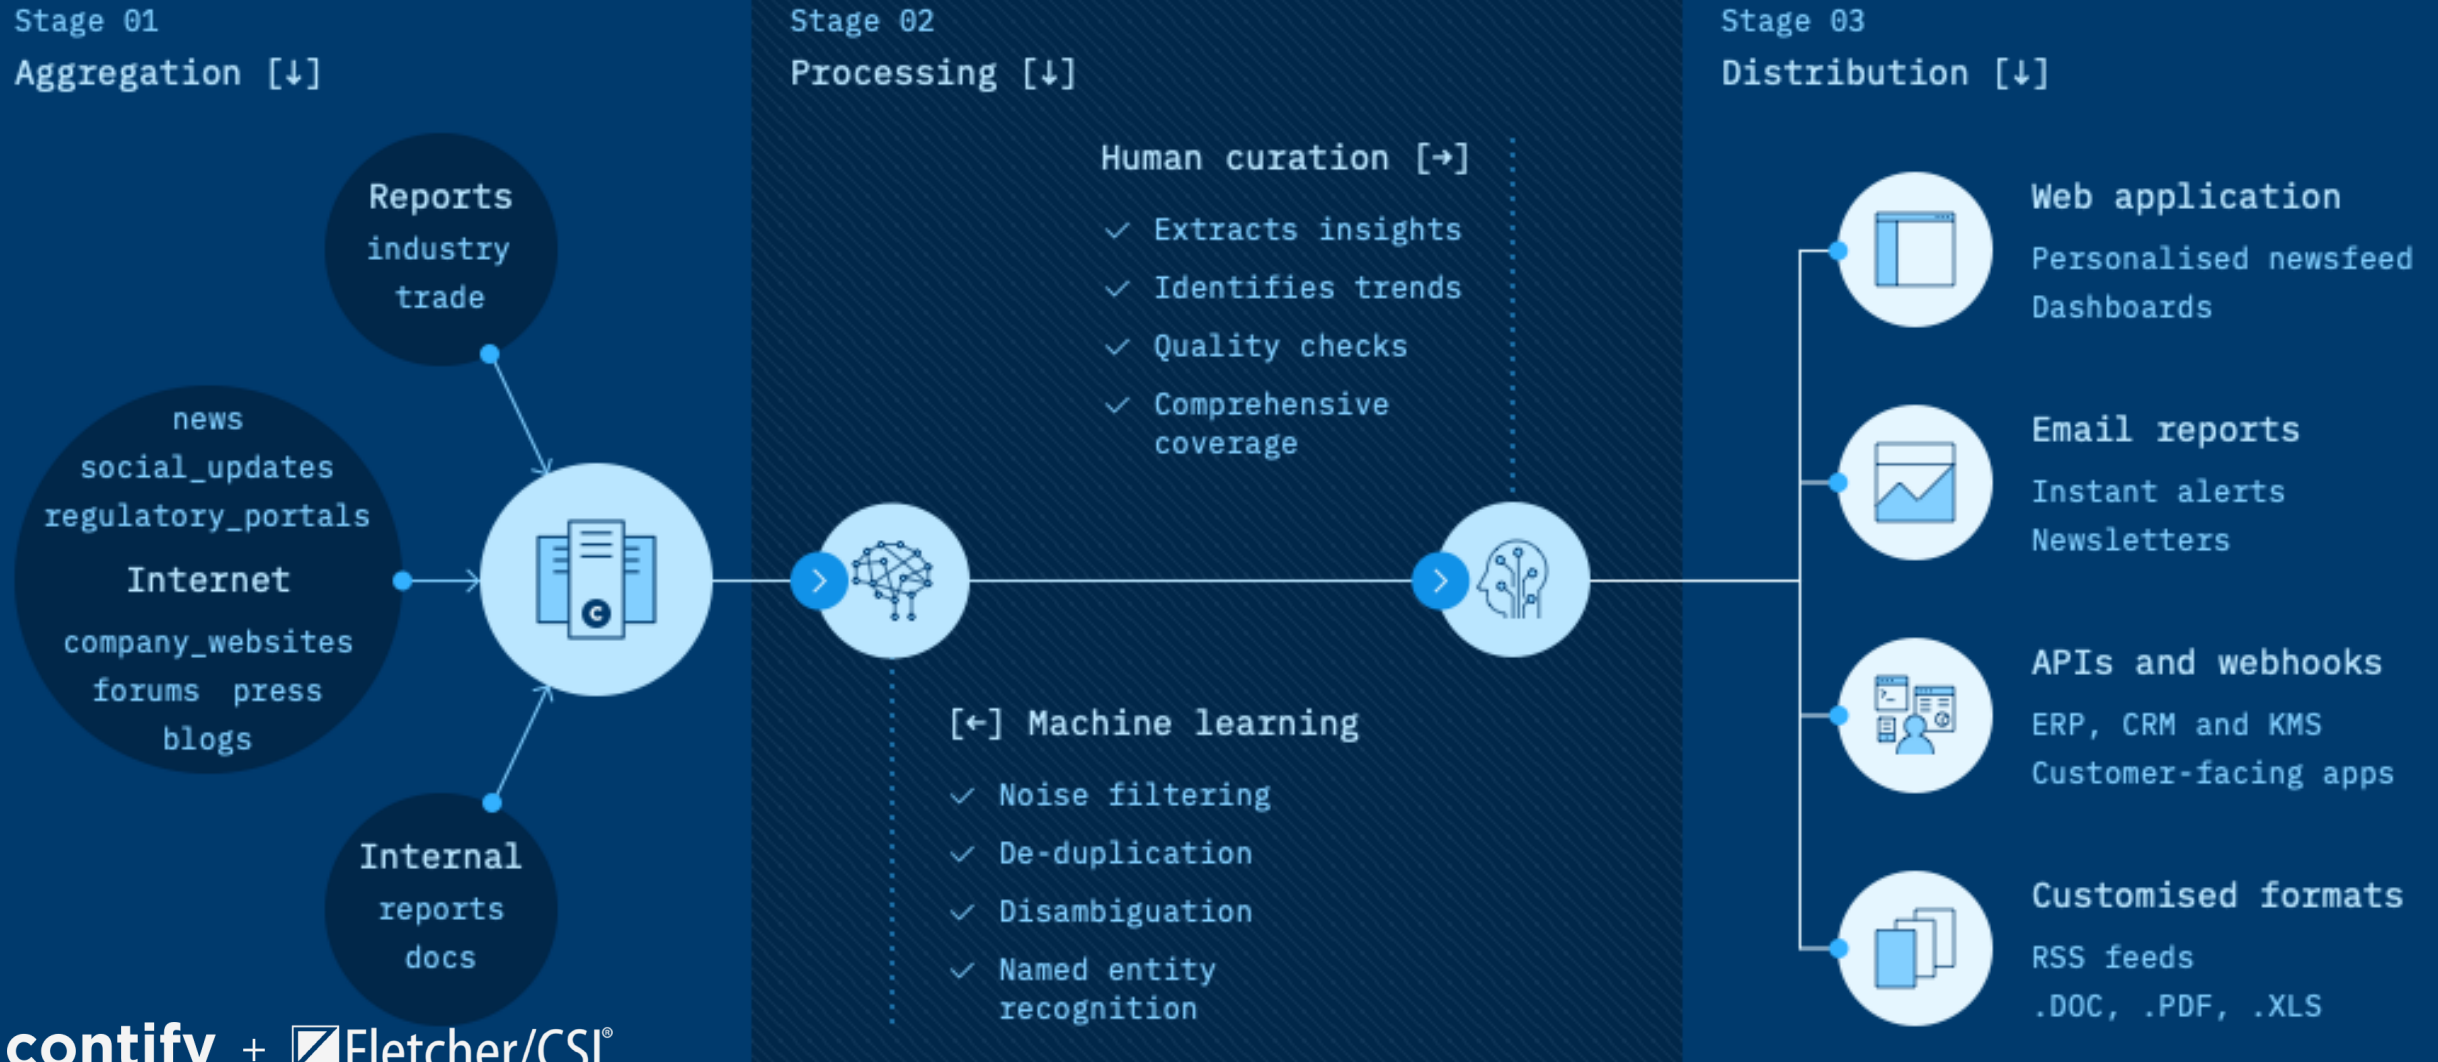 Stage 01
Aggregation [↓]
Reports
industry
trade
news
social_updates
regulatory_portals
Internet
company_websites
forums press
blogs
Internal
reports
docs
C
contify + Fletcher/CSI®
Stage 02
Processing [↓]
Human curation [→]
✓ Extracts insights
✓ Identifies trends
✓ Quality checks
✓ Comprehensive
coverage
[←] Machine learning
✓ Noise filtering
✓ De-duplication
✓ Disambiguation
✓ Named entity
recognition
Stage 03
Distribution [↓]
Web application
Personalised newsfeed
Dashboards
Email reports
Instant alerts
Newsletters
APIs and webhooks
ERP, CRM and KMS
Customer-facing apps
Customised formats
RSS feeds
.DOC, .PDF, .XLS